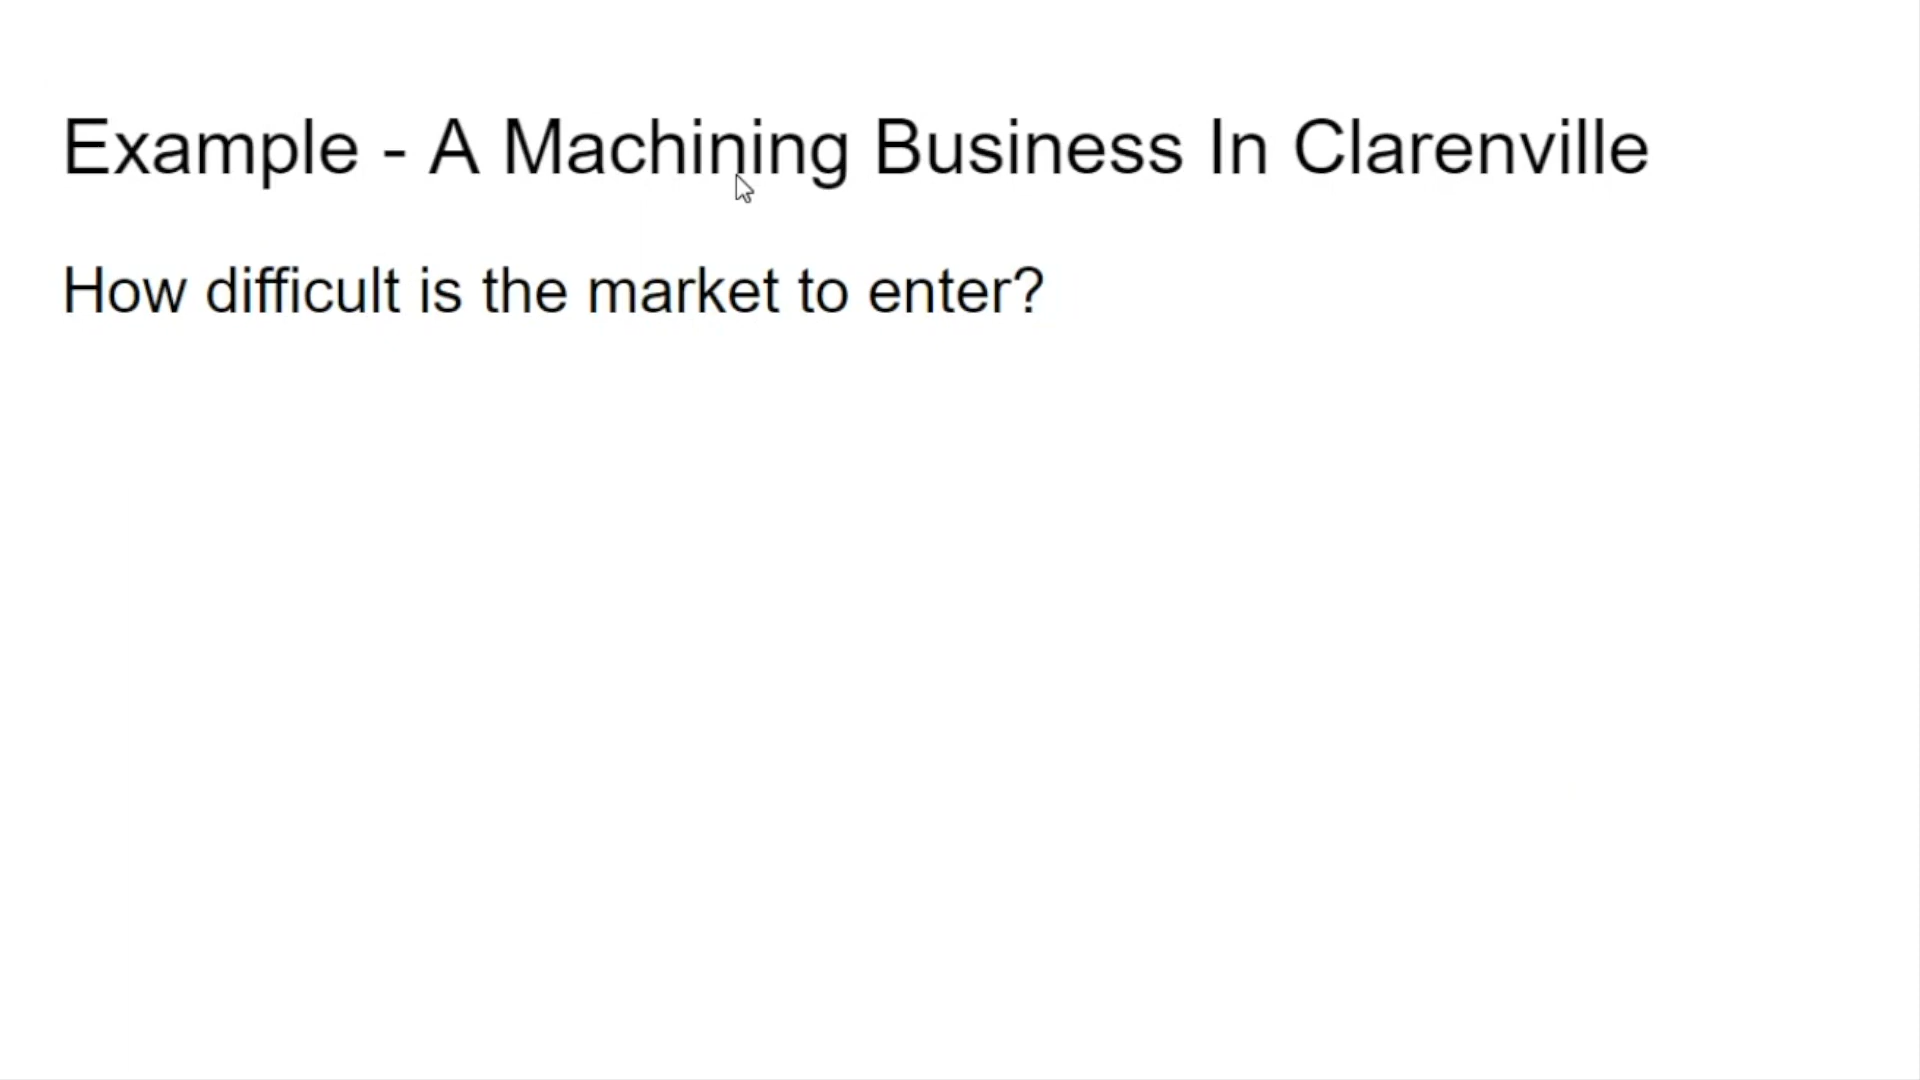 Example - A Machining Business In Clarenville
How difficult is the market to enter?